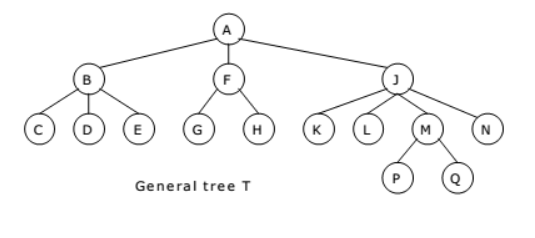 A
B F J
C D E G H K L M N
P Q
General tree T